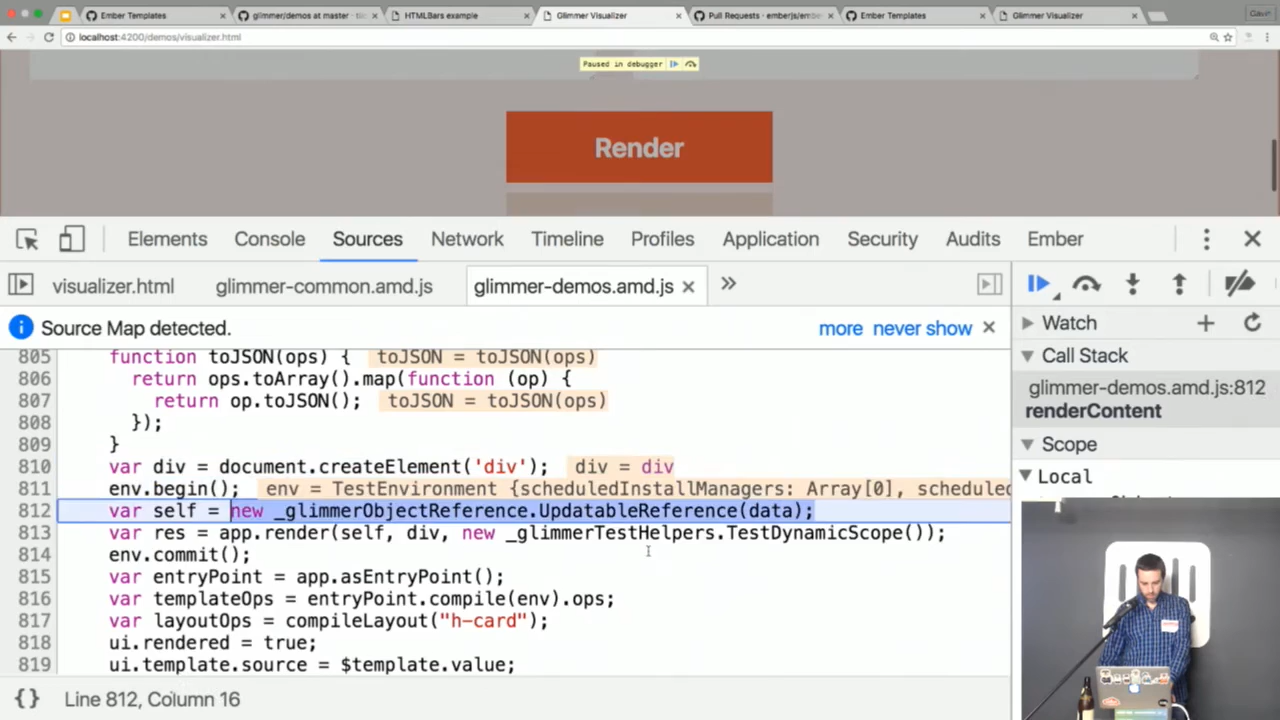 Ember Templates
glimmer/demos at master
HTMLBars example
Glimmer Visualizer
Pull Requests · emberjs/ember
Ember Templates
Glimmer Visualizer
localhost:4200/demos/visualizer.html
Paused in debugger
Render
Elements Console Sources Network Timeline Profiles Application Security Audits Ember
visualizer.html glimmer-common.amd.js glimmer-demos.amd.js × »
Source Map detected. more never show ×
805 function toJSON(ops) { toJSON = toJSON(ops)
806 return ops.toArray().map(function (op) {
807 return op.toJSON(); toJSON = toJSON(ops)
808 });
809 }
810 var div = document.createElement('div'); div = div
811 env.begin(); env = TestEnvironment {scheduledInstallManagers: Array[0], scheduled
812 var self = new _glimmerObjectReference.UpdatableReference(data);
813 var res = app.render(self, div, new _glimmerTestHelpers.TestDynamicScope());
814 env.commit();
815 var entryPoint = app.asEntryPoint();
816 var templateOps = entryPoint.compile(env).ops;
817 var layoutOps = compileLayout("h-card");
818 ui.rendered = true;
819 ui.template.source = $template.value;
{} Line 812, Column 16
Watch
Call Stack
glimmer-demos.amd.js:812
renderContent
Scope
Local